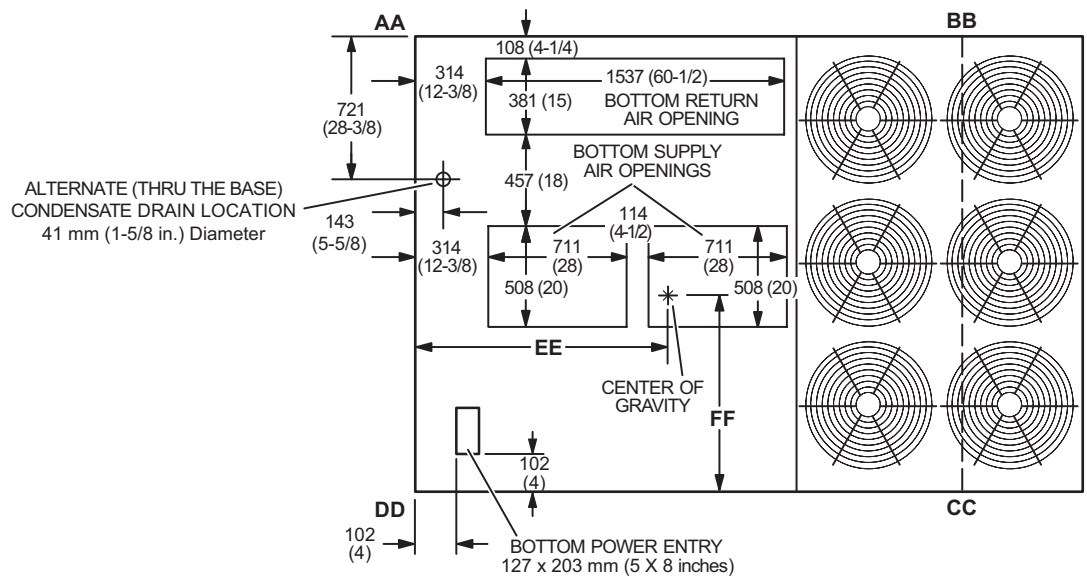 AA
BB
108 (4-1/4)
314
(12-3/8)
1537 (60-1/2)
381 (15)
BOTTOM RETURN
AIR OPENING
721
(28-3/8)
BOTTOM SUPPLY
AIR OPENINGS
457 (18)
ALTERNATE (THRU THE BASE)
CONDENSATE DRAIN LOCATION
41 mm (1-5/8 in.) Diameter
143
(5-5/8)
314
(12-3/8)
114
(4-1/2)
711
(28)
711
(28)
508 (20)
508 (20)
EE
CENTER OF
GRAVITY
FF
102
(4)
DD
CC
102
(4)
BOTTOM POWER ENTRY
127 x 203 mm (5 X 8 inches)